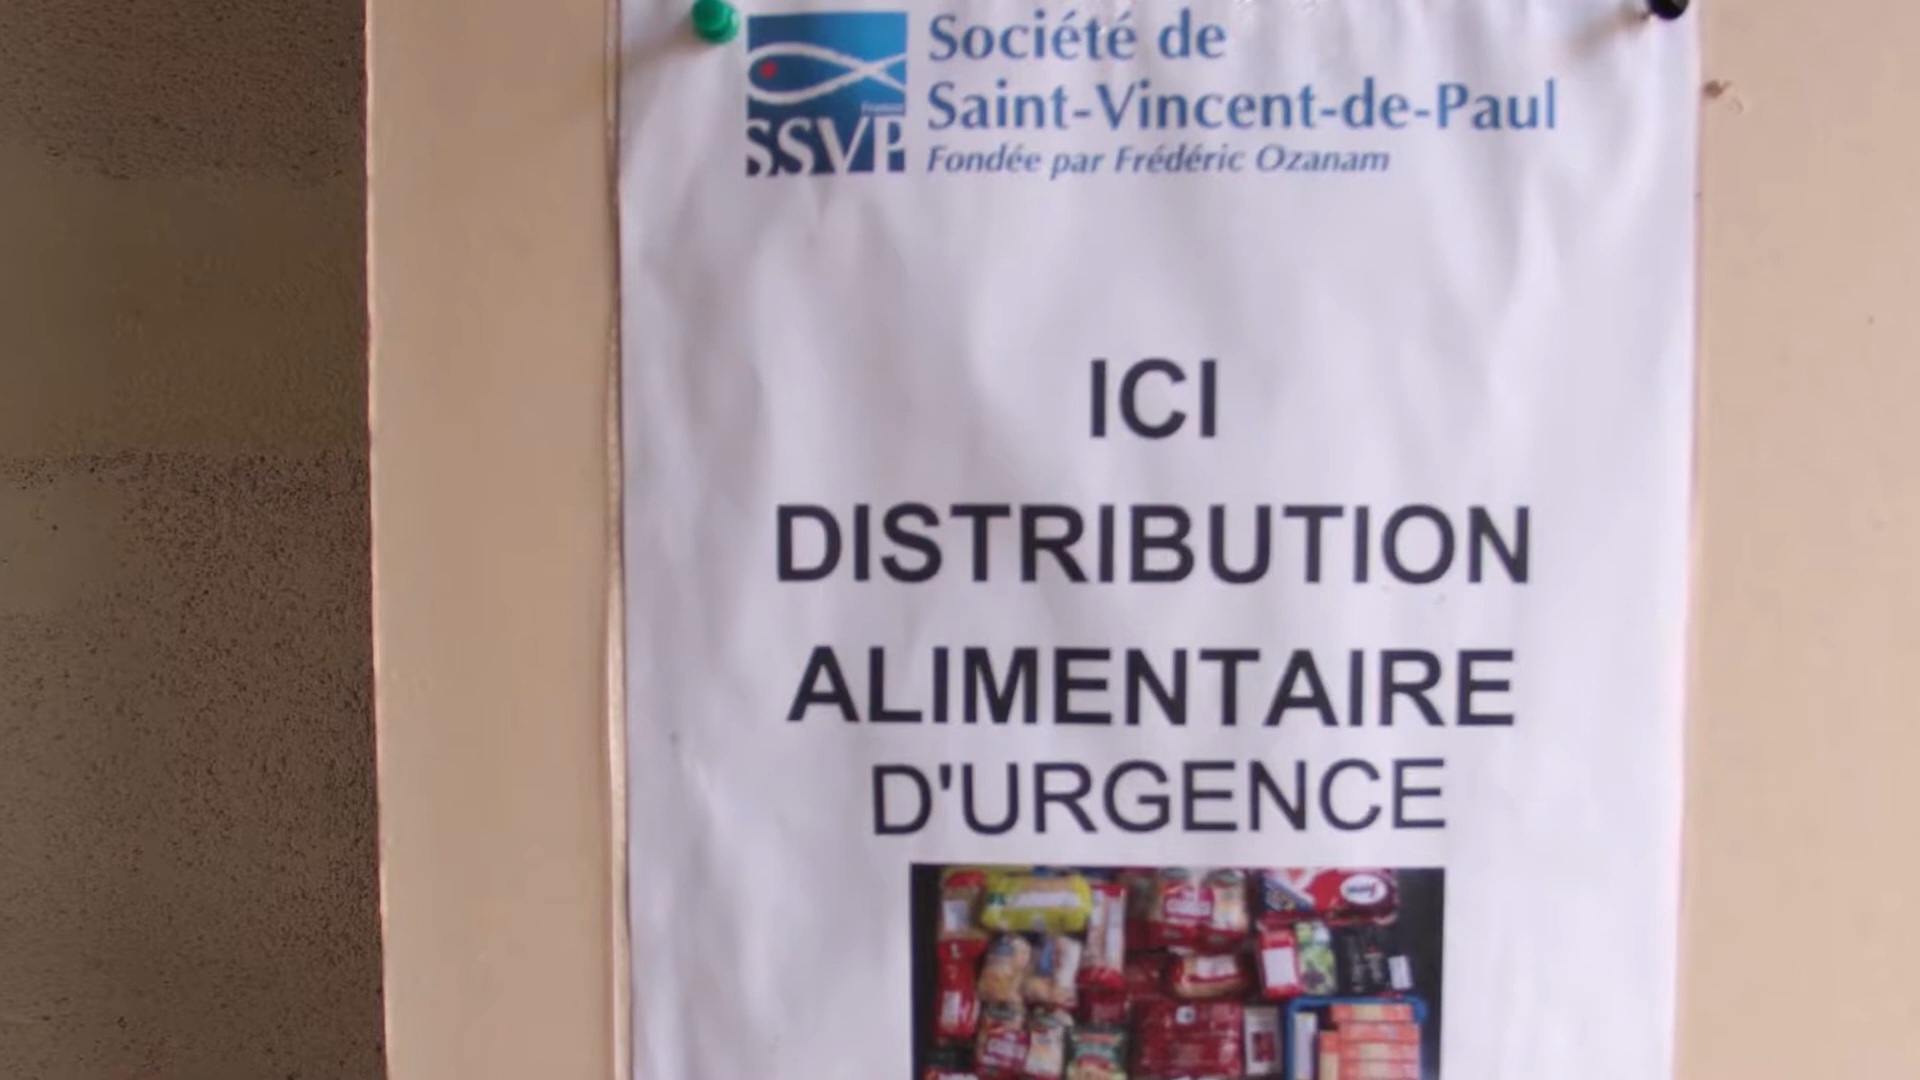 Société de
Saint-Vincent-de-Paul
SSVP
Fondée par Frédéric Ozanam
ICI
DISTRIBUTION
ALIMENTAIRE
D'URGENCE